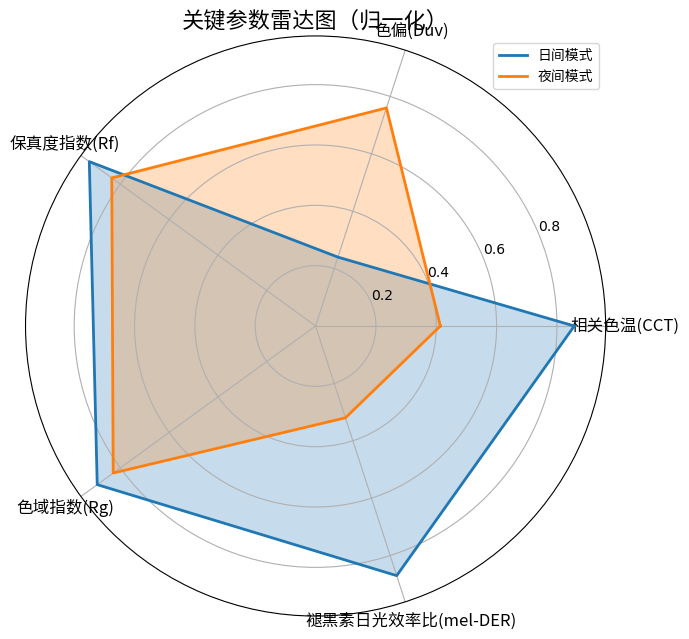 关键参数雷达图（归一化）
色偏(Duv)
日间模式
夜间模式
保真度指数(Rf)
0.8
0.6
0.4
0.2
相关色温(CCT)
色域指数(Rg)
褪黑素日光效率比(mel-DER)